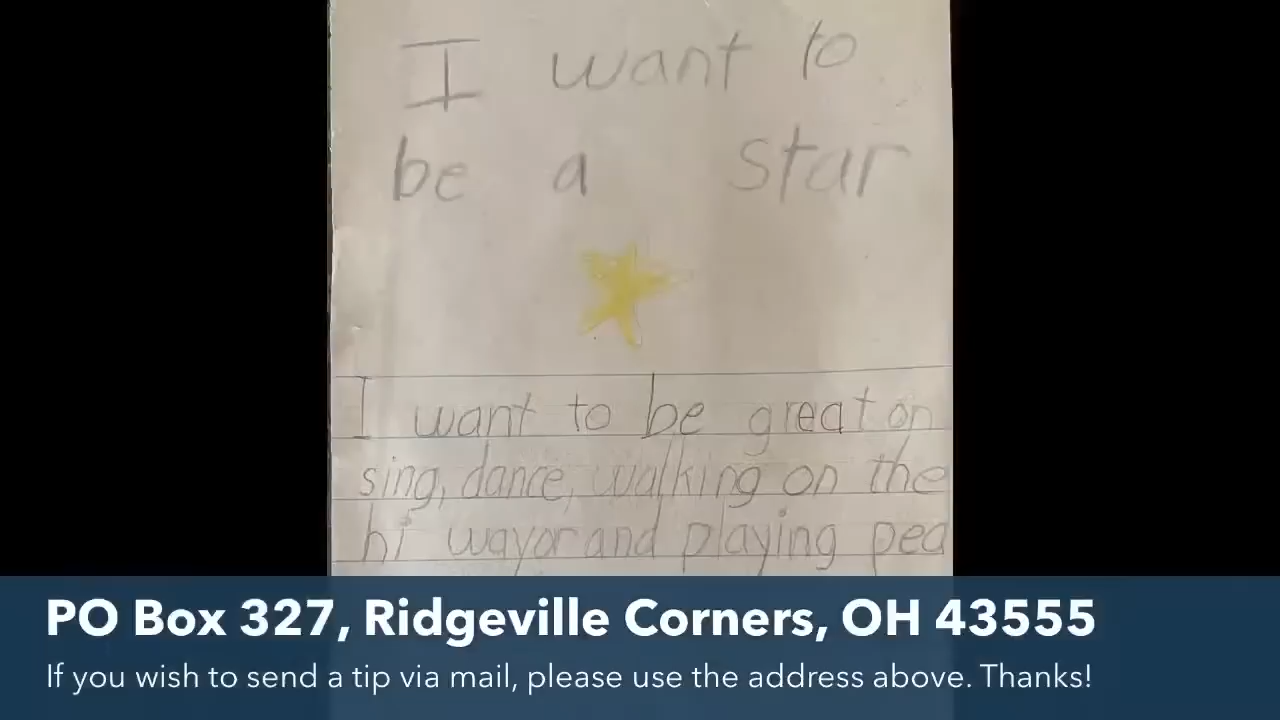 I want to
be a star
I want to be great on
sing, dance, walking on the
hi wayor and playing pea
PO Box 327, Ridgeville Corners, OH 43555
If you wish to send a tip via mail, please use the address above. Thanks!